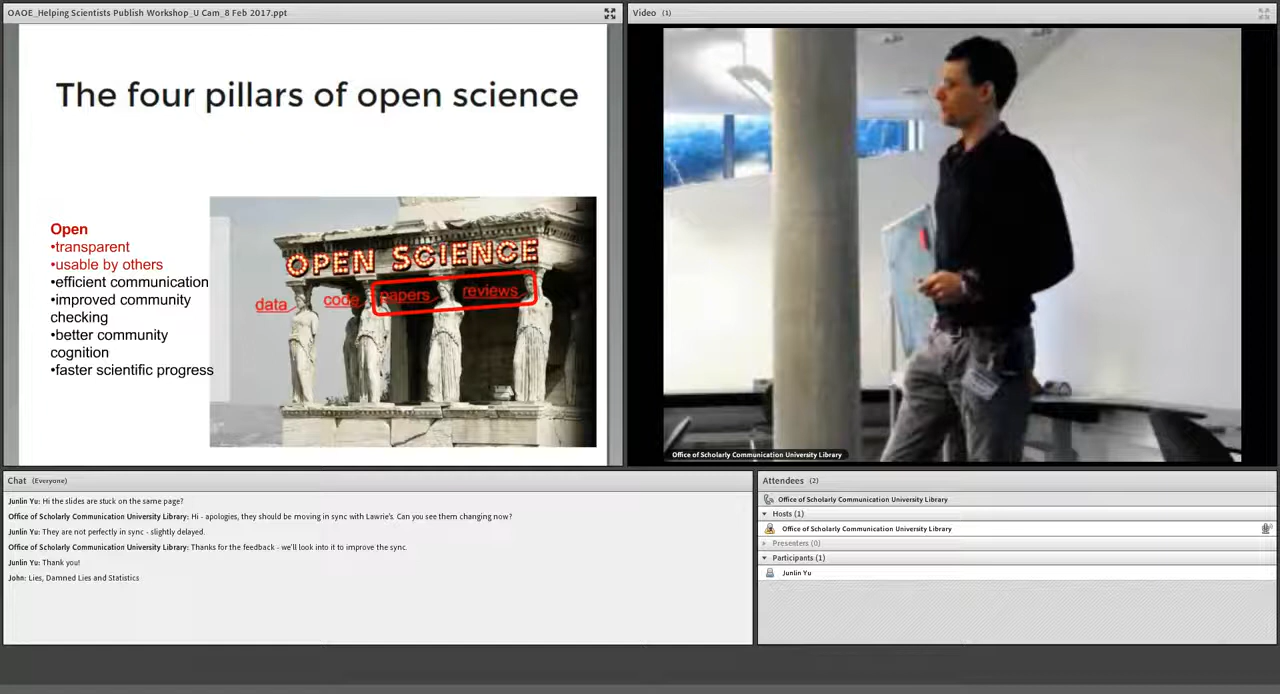 OAOE_Helping Scientists Publish Workshop_U Cam_8 Feb 2017.ppt
The four pillars of open science
Open
•transparent
•usable by others
•efficient communication
•improved community
checking
•better community
cognition
•faster scientific progress
OPEN SCIENCE
data code papers reviews
Video (1)
Office of Scholarly Communication University Library
Chat (Everyone)
Junlin Yu: Hi the slides are stuck on the same page?
Office of Scholarly Communication University Library: Hi - apologies, they should be moving in sync with Lawrie's. Can you see them changing now?
Junlin Yu: They are not perfectly in sync - slightly delayed.
Office of Scholarly Communication University Library: Thanks for the feedback - we'll look into it to improve the sync.
Junlin Yu: Thank you!
John: Lies, Damned Lies and Statistics
Attendees (2)
Office of Scholarly Communication University Library
Hosts (1)
Office of Scholarly Communication University Library
Presenters (0)
Participants (1)
Junlin Yu